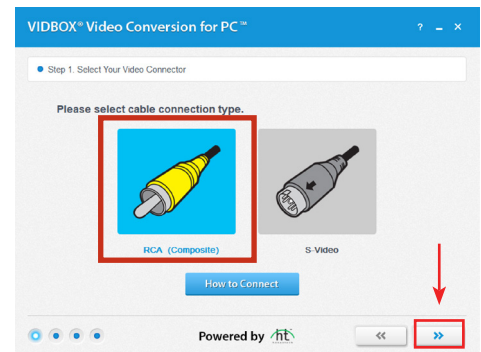 VIDBOX® Video Conversion for PC™ ? – ×
Step 1. Select Your Video Connector
Please select cable connection type.
RCA (Composite) S-Video
How to Connect
Powered by ht
« »